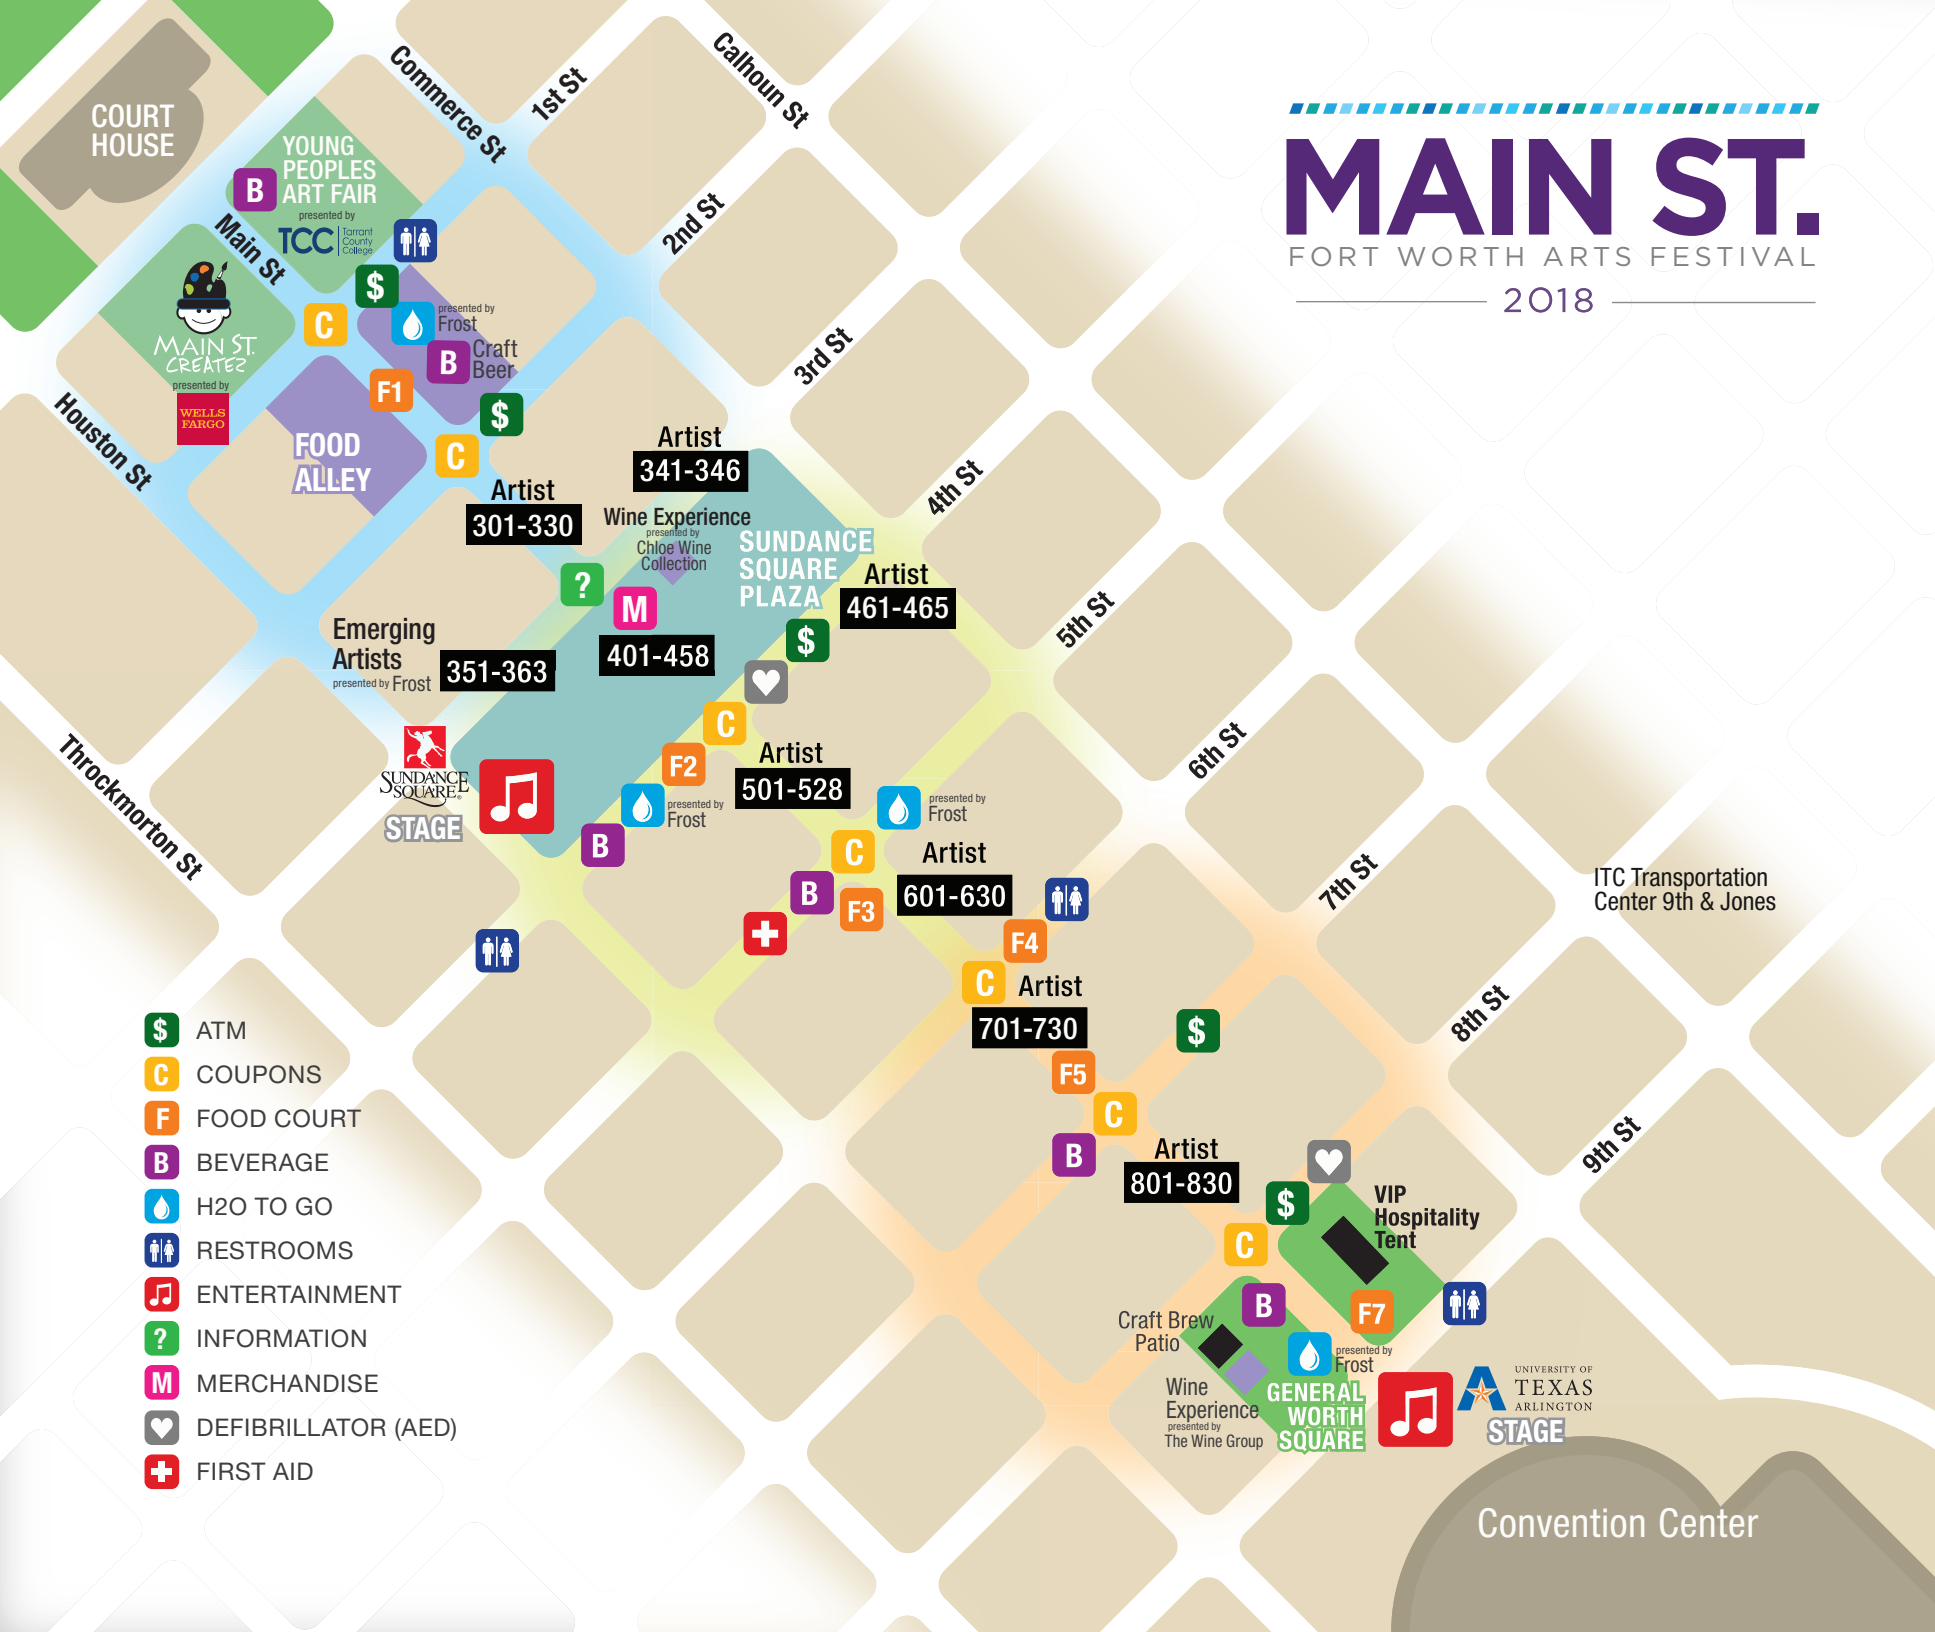 MAIN ST.
FORT WORTH ARTS FESTIVAL
2018
COURT
HOUSE
Commerce St
1st St
Calhoun St
2nd St
3rd St
4th St
5th St
6th St
7th St
8th St
9th St
Main St
Houston St
Throckmorton St
YOUNG
PEOPLES
ART FAIR
presented by
TCC
Tarrant
County
College
B
$
C
presented by
Frost
B
Craft
Beer
F1
$
C
MAIN ST.
CREATES
presented by
WELLS
FARGO
FOOD
ALLEY
Artist
301-330
Artist
341-346
Wine Experience
presented by
Chloe Wine
Collection
SUNDANCE
SQUARE
PLAZA
Artist
461-465
?
M
401-458
$
Emerging
Artists
presented by Frost
351-363
C
F2
Artist
501-528
SUNDANCE
SQUARE
STAGE
presented by
Frost
B
presented by
Frost
C
Artist
601-630
B
F3
F4
C
Artist
701-730
$
F5
C
B
Artist
801-830
ITC Transportation
Center 9th & Jones
$
C
VIP
Hospitality
Tent
B
F7
Craft Brew
Patio
presented by
Frost
Wine
Experience
presented by
The Wine Group
GENERAL
WORTH
SQUARE
UNIVERSITY OF
TEXAS
ARLINGTON
STAGE
Convention Center
$ ATM
C COUPONS
F FOOD COURT
B BEVERAGE
H2O TO GO
RESTROOMS
ENTERTAINMENT
? INFORMATION
M MERCHANDISE
DEFIBRILLATOR (AED)
FIRST AID